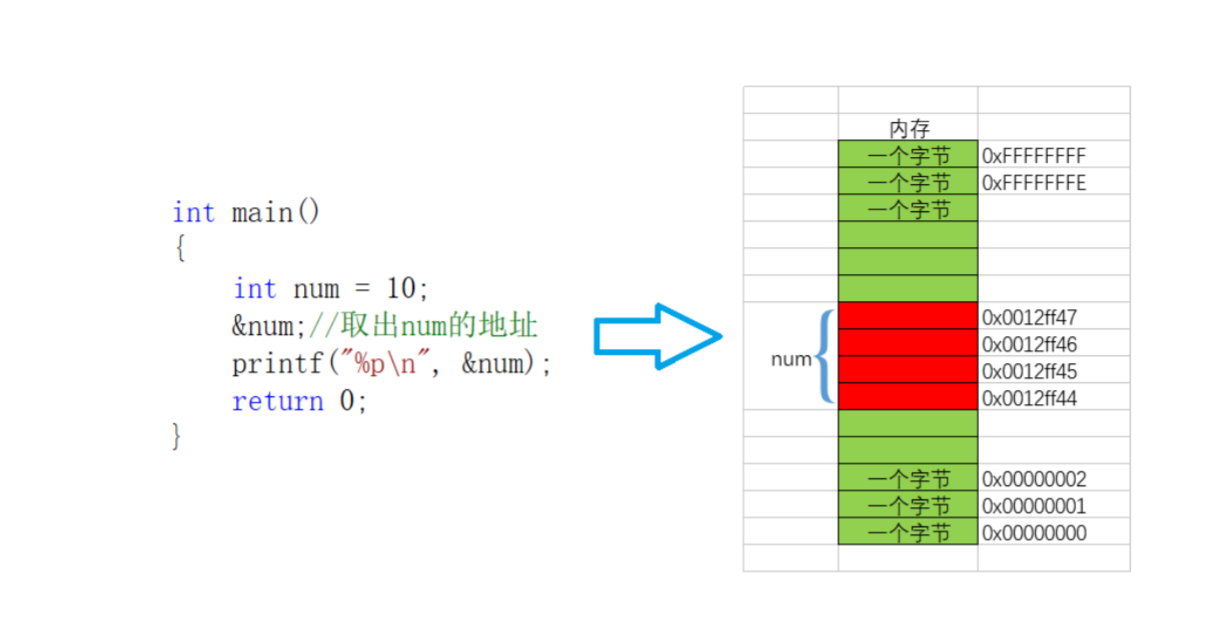 int main()
{
int num = 10;
&num;//取出num的地址
printf("%p\n", &num);
return 0;
}
内存
一个字节 0xFFFFFFFF
一个字节 0xFFFFFFFE
一个字节
num
0x0012ff47
0x0012ff46
0x0012ff45
0x0012ff44
一个字节 0x00000002
一个字节 0x00000001
一个字节 0x00000000